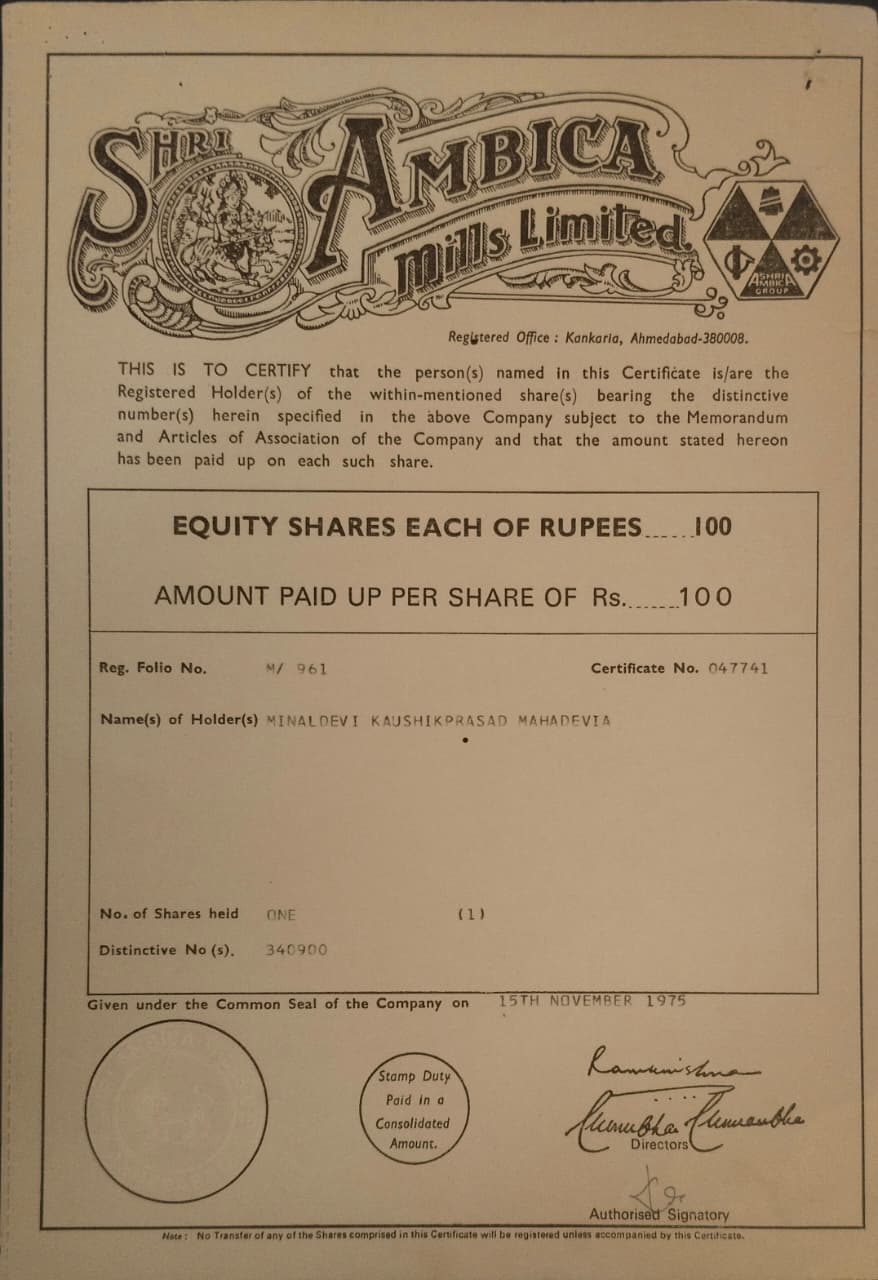 SHRI AMBICA
Mills Limited.
SHRI
AMBICA
GROUP
Registered Office : Kankaria, Ahmedabad-380008.
THIS IS TO CERTIFY that the person(s) named in this Certificate is/are the
Registered Holder(s) of the within-mentioned share(s) bearing the distinctive
number(s) herein specified in the above Company subject to the Memorandum
and Articles of Association of the Company and that the amount stated hereon
has been paid up on each such share.
EQUITY SHARES EACH OF RUPEES......100
AMOUNT PAID UP PER SHARE OF Rs.......100
Reg. Folio No. M/ 961 Certificate No. 047741
Name(s) of Holder(s) MINALDEVI KAUSHIKPRASAD MAHADEVIA
No. of Shares held ONE (1)
Distinctive No (s). 340900
Given under the Common Seal of the Company on 15TH NOVEMBER 1975
Stamp Duty
Paid in a
Consolidated
Amount.
Directors
Authorised Signatory
Note : No Transfer of any of the Shares comprised in this Certificate will be registered unless accompanied by this Certificate.